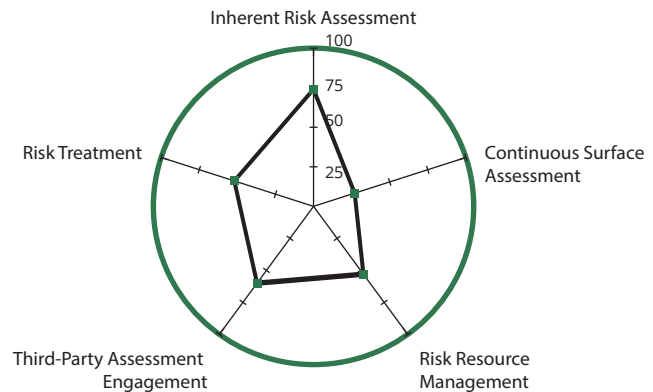 Inherent Risk Assessment
100
75
50
25
Risk Treatment
Continuous Surface
Assessment
Third-Party Assessment
Engagement
Risk Resource
Management